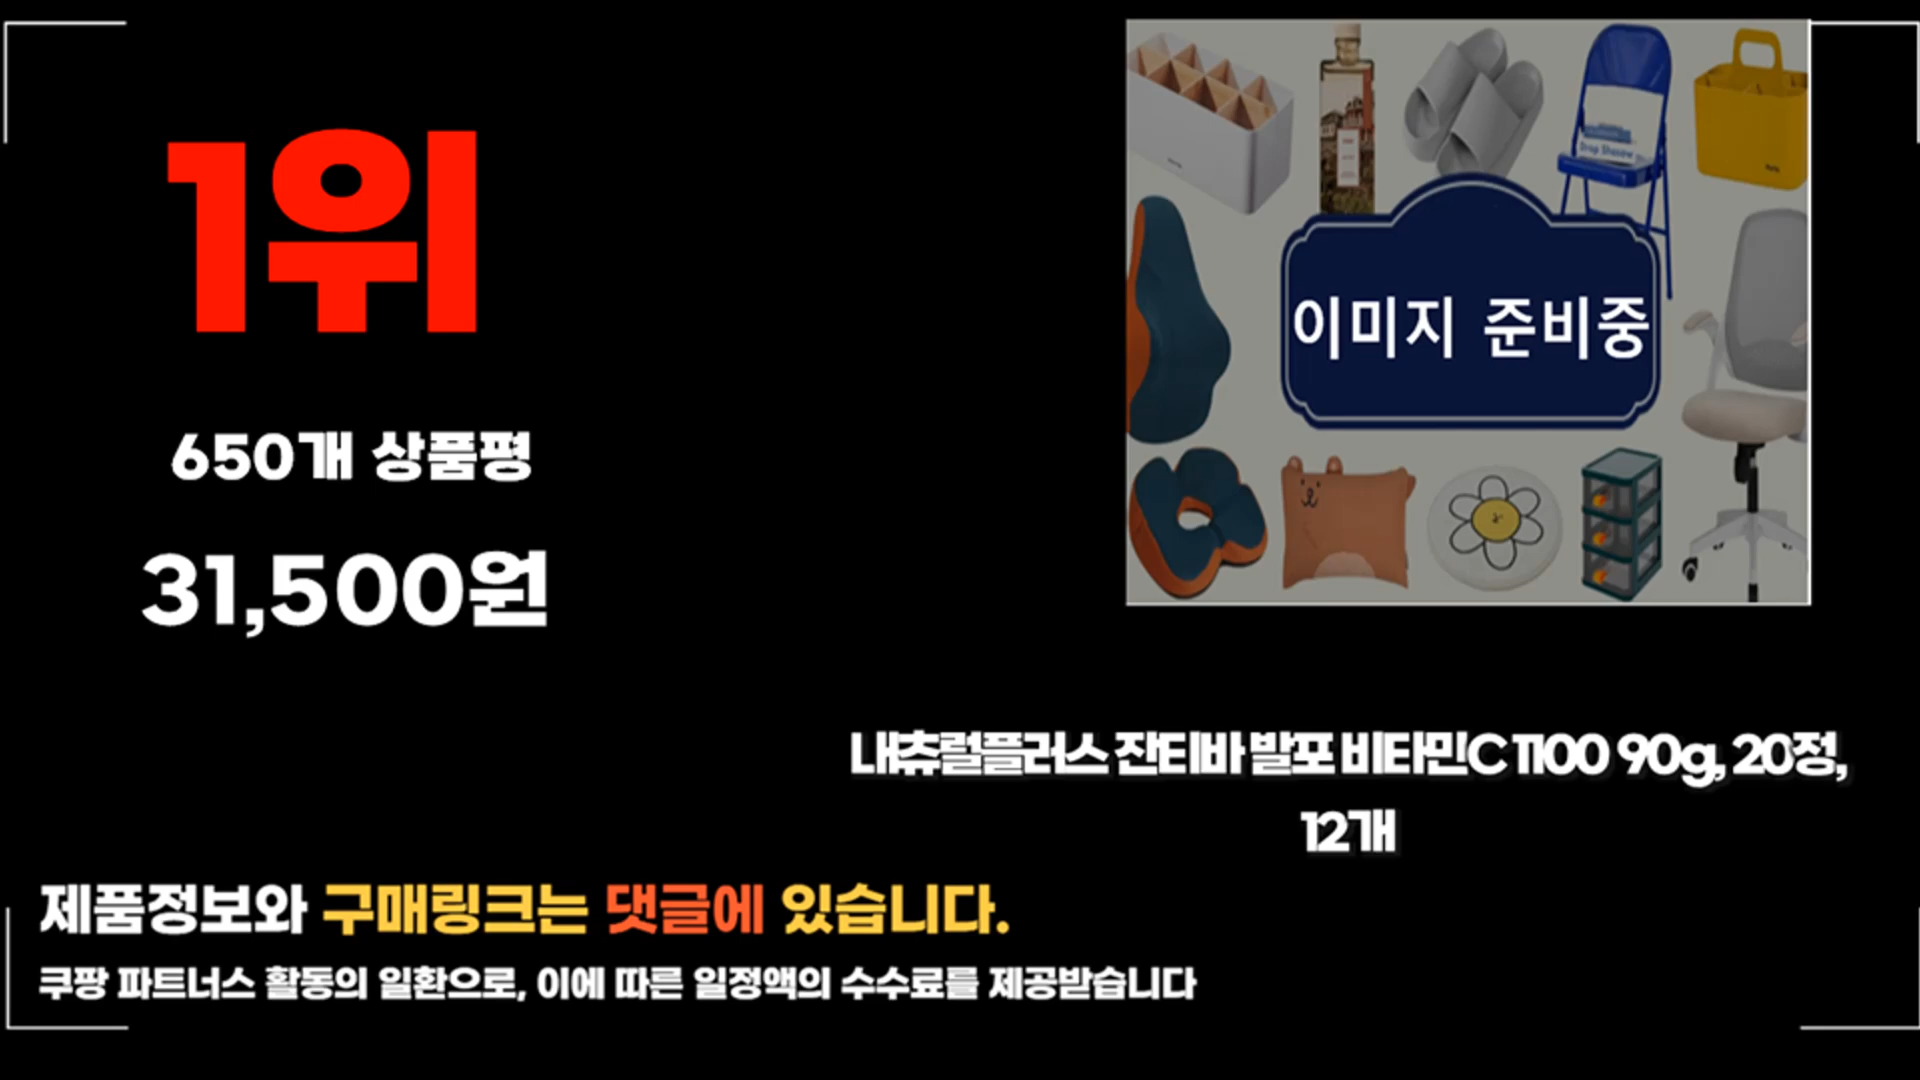 1위
650개 상품평
31,500원
이미지 준비중
내츄럴플러스 잔티바 발포 비타민C 1100 90g, 20정,
12개
제품정보와 구매링크는 댓글에 있습니다.
쿠팡 파트너스 활동의 일환으로, 이에 따른 일정액의 수수료를 제공받습니다